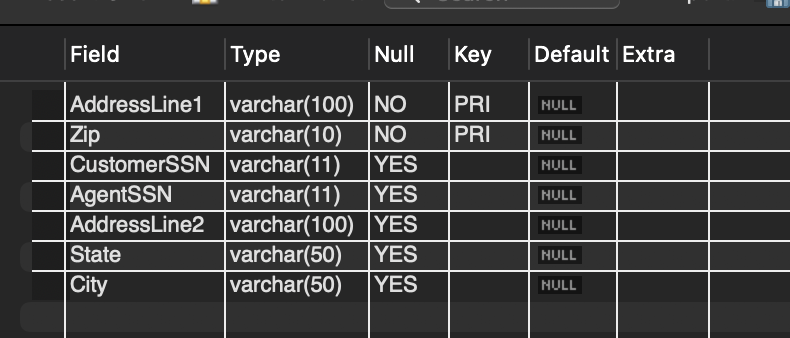 Field Type Null Key Default Extra
AddressLine1 varchar(100) NO PRI NULL
Zip varchar(10) NO PRI NULL
CustomerSSN varchar(11) YES NULL
AgentSSN varchar(11) YES NULL
AddressLine2 varchar(100) YES NULL
State varchar(50) YES NULL
City varchar(50) YES NULL